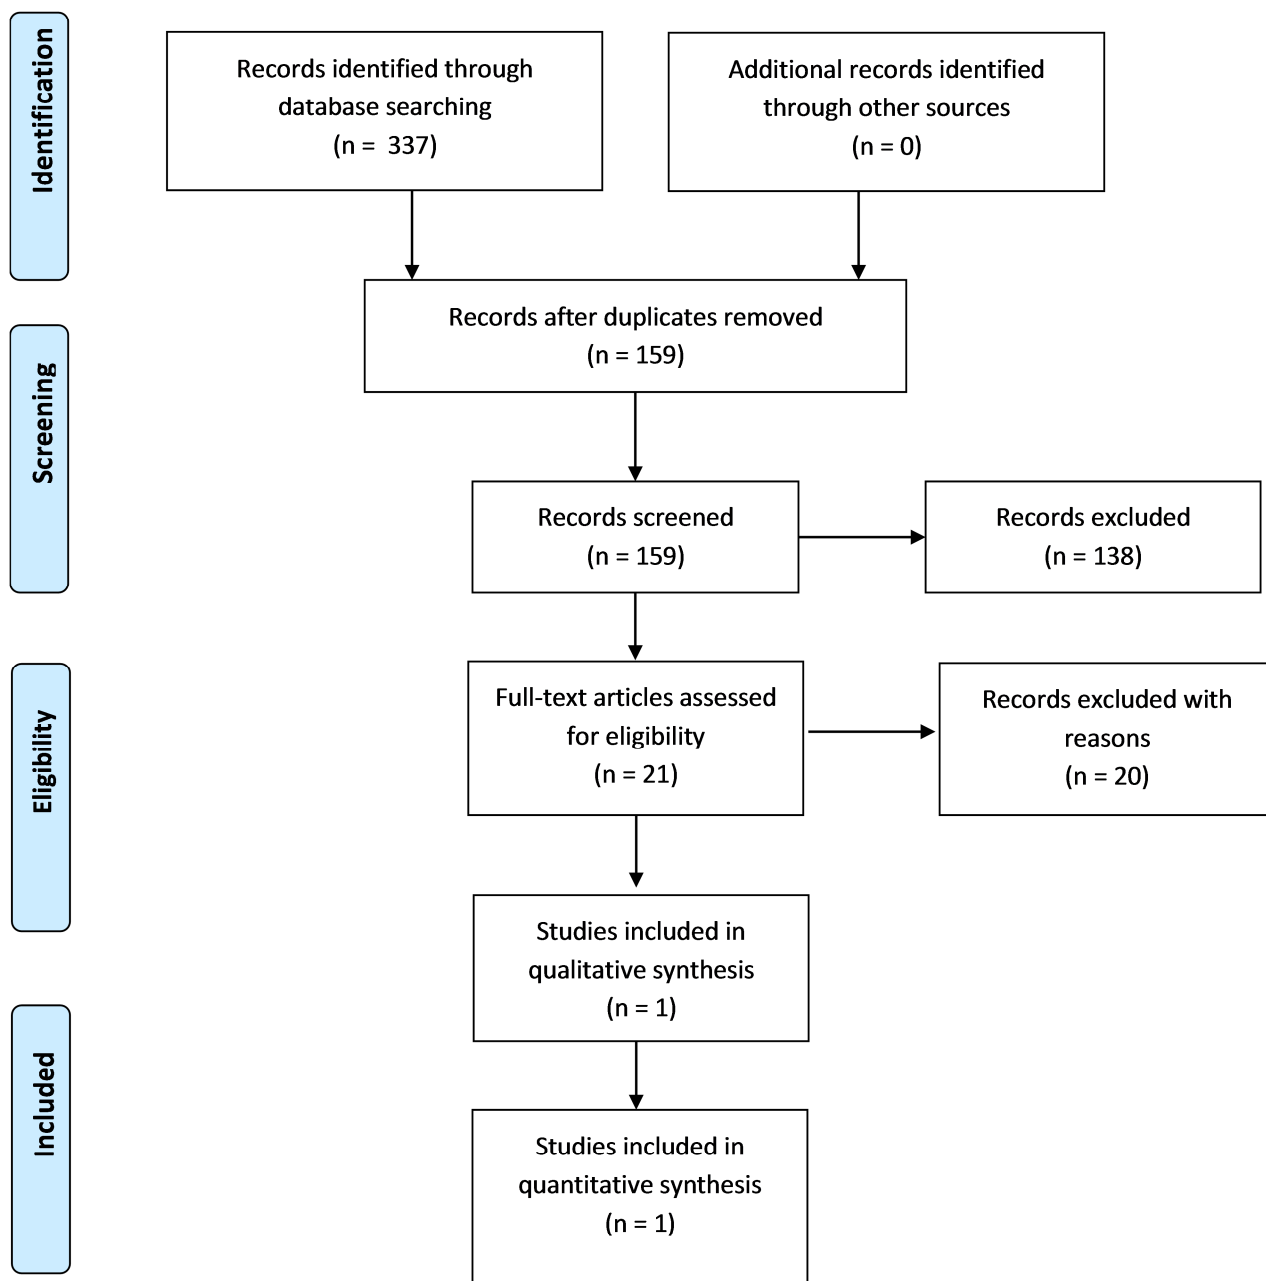 Identification
Records identified through
database searching
(n =  337)
Additional records identified
through other sources
(n = 0)
Records after duplicates removed
(n = 159)
Screening
Records screened
(n = 159)
Records excluded
(n = 138)
Eligibility
Full-text articles assessed
for eligibility
(n = 21)
Records excluded with
reasons
(n = 20)
Studies included in
qualitative synthesis
(n = 1)
Included
Studies included in
quantitative synthesis
(n = 1)